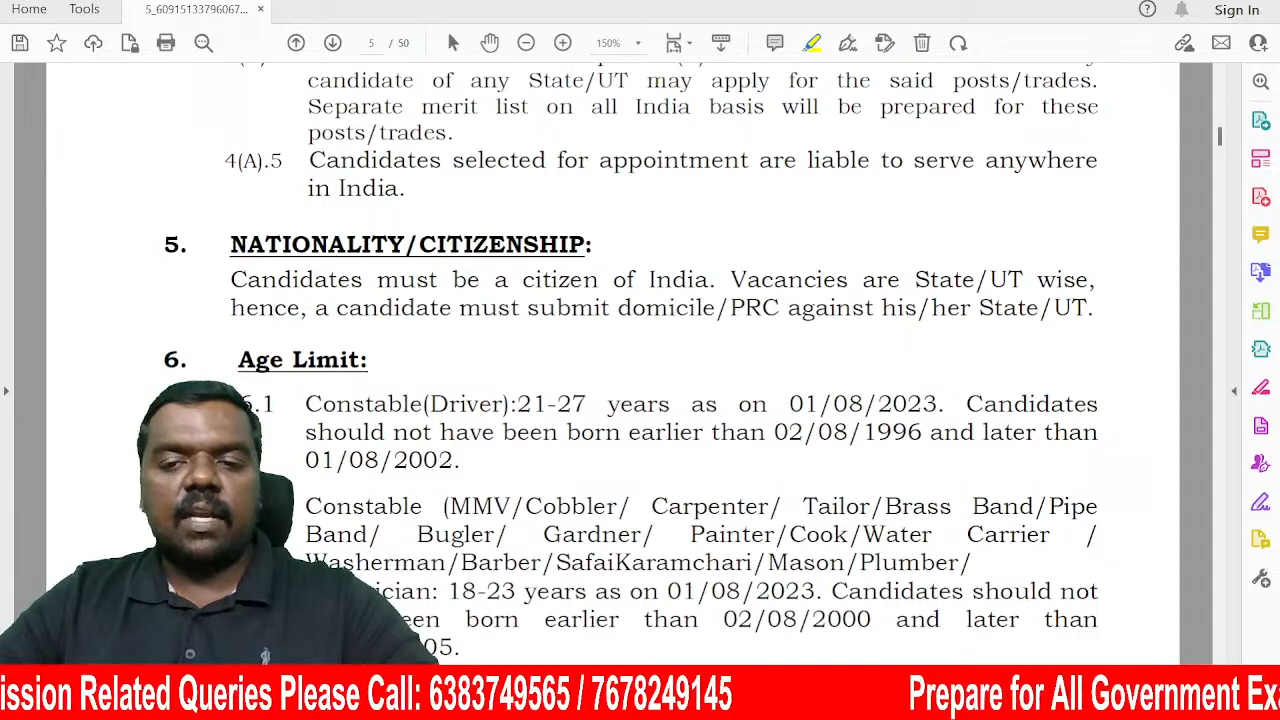 Home Tools 5_60915133796067... × Sign In
5 / 50 150%
candidate of any State/UT may apply for the said posts/trades.
Separate merit list on all India basis will be prepared for these
posts/trades.
4(A).5 Candidates selected for appointment are liable to serve anywhere
in India.
5. NATIONALITY/CITIZENSHIP:
Candidates must be a citizen of India. Vacancies are State/UT wise,
hence, a candidate must submit domicile/PRC against his/her State/UT.
6. Age Limit:
6.1 Constable(Driver):21-27 years as on 01/08/2023. Candidates
should not have been born earlier than 02/08/1996 and later than
01/08/2002.
Constable (MMV/Cobbler/ Carpenter/ Tailor/Brass Band/Pipe
Band/ Bugler/ Gardner/ Painter/Cook/Water Carrier /
Washerman/Barber/SafaiKaramchari/Mason/Plumber/
ician: 18-23 years as on 01/08/2023. Candidates should not
een born earlier than 02/08/2000 and later than
05.
ission Related Queries Please Call: 6383749565 / 7678249145 Prepare for All Government Exa